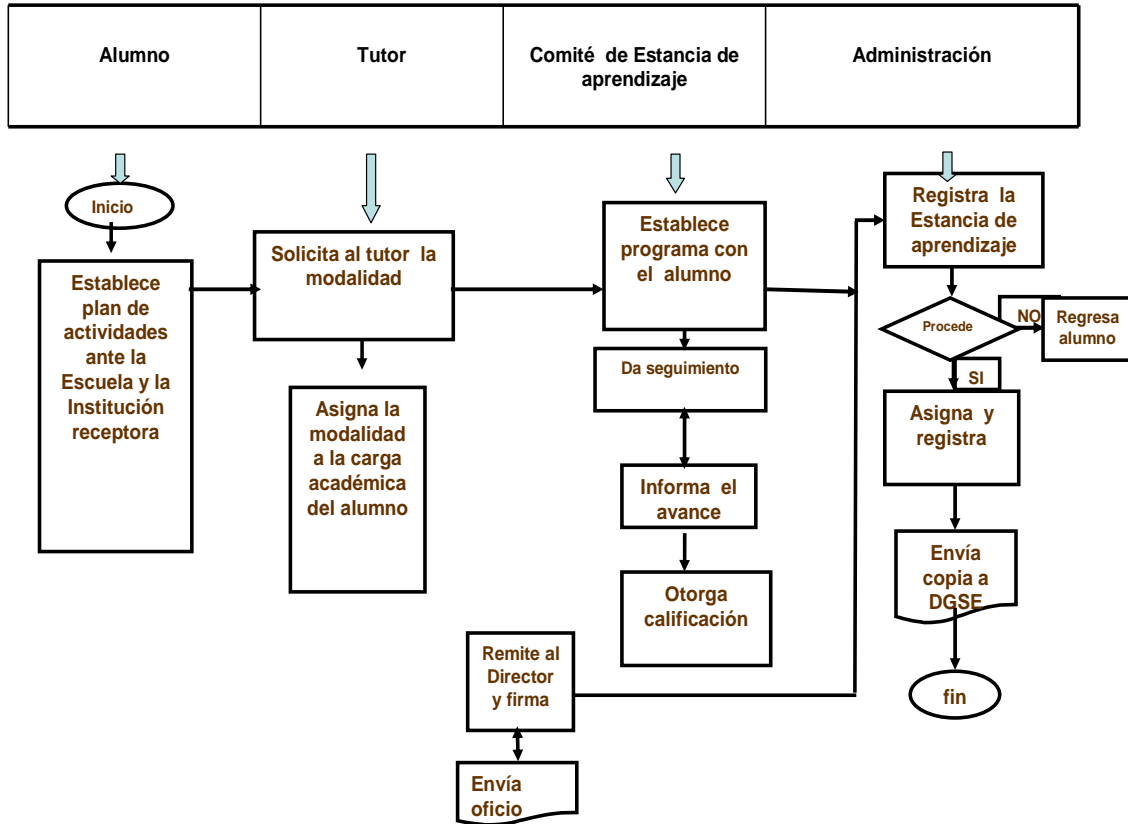 Alumno
Tutor
Comité de Estancia de
aprendizaje
Administración
Inicio
Establece
plan de
actividades
ante la
Escuela y la
Institución
receptora
Solicita al tutor la
modalidad
Asigna la
modalidad
a la carga
académica
del alumno
Establece
programa con
el alumno
Da seguimiento
Informa el
avance
Otorga
calificación
Remite al
Director
y firma
Envía
oficio
Registra la
Estancia de
aprendizaje
Procede
NO
Regresa
alumno
SI
Asigna y
registra
Envía
copia a
DGSE
fin